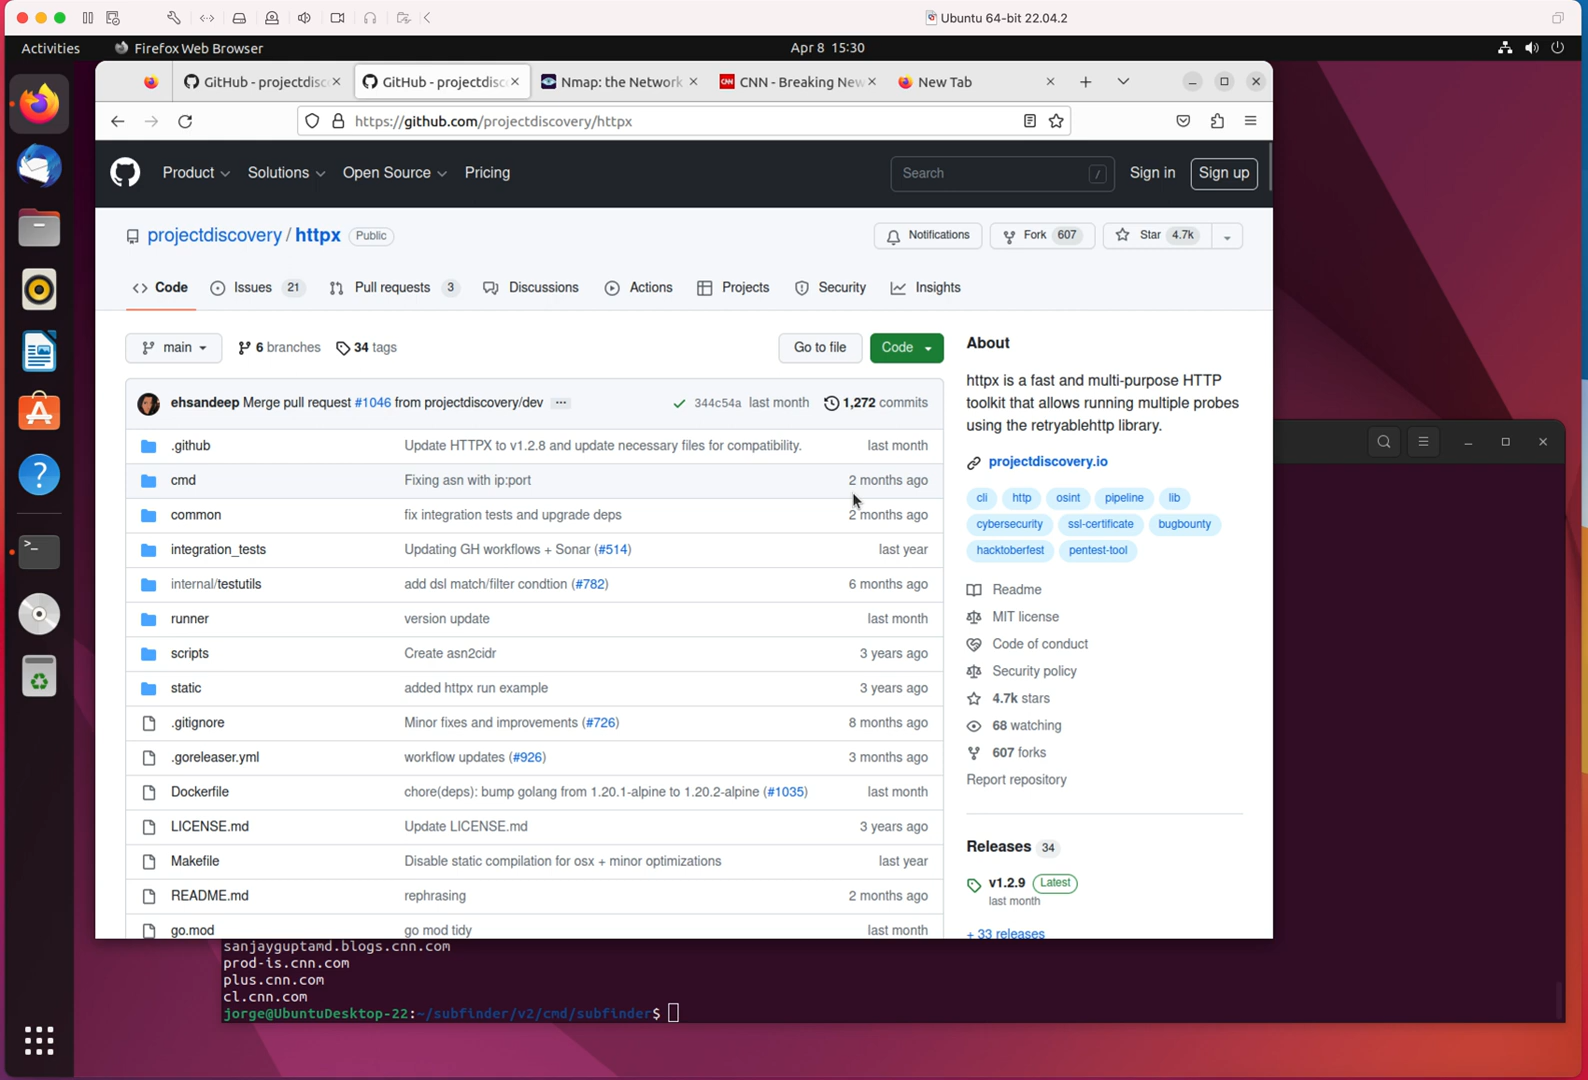 Ubuntu 64-bit 22.04.2
Activities
Firefox Web Browser
Apr 8 15:30
GitHub - projectdisc
GitHub - projectdisc
Nmap: the Network
CNN - Breaking New
New Tab
https://github.com/projectdiscovery/httpx
Product
Solutions
Open Source
Pricing
Search
/
Sign in
Sign up
projectdiscovery / httpx
Public
Notifications
Fork 607
Star 4.7k
Code
Issues 21
Pull requests 3
Discussions
Actions
Projects
Security
Insights
main
6 branches
34 tags
Go to file
Code
ehsandeep Merge pull request #1046 from projectdiscovery/dev ...
344c54a last month
1,272 commits
.github Update HTTPX to v1.2.8 and update necessary files for compatibility. last month
cmd Fixing asn with ip:port 2 months ago
common fix integration tests and upgrade deps 2 months ago
integration_tests Updating GH workflows + Sonar (#514) last year
internal/testutils add dsl match/filter condtion (#782) 6 months ago
runner version update last month
scripts Create asn2cidr 3 years ago
static added httpx run example 3 years ago
.gitignore Minor fixes and improvements (#726) 8 months ago
.goreleaser.yml workflow updates (#926) 3 months ago
Dockerfile chore(deps): bump golang from 1.20.1-alpine to 1.20.2-alpine (#1035) last month
LICENSE.md Update LICENSE.md 3 years ago
Makefile Disable static compilation for osx + minor optimizations last year
README.md rephrasing 2 months ago
go.mod go mod tidy last month
About
httpx is a fast and multi-purpose HTTP
toolkit that allows running multiple probes
using the retryablehttp library.
projectdiscovery.io
cli http osint pipeline lib
cybersecurity ssl-certificate bugbounty
hacktoberfest pentest-tool
Readme
MIT license
Code of conduct
Security policy
4.7k stars
68 watching
607 forks
Report repository
Releases 34
v1.2.9 Latest
last month
+ 33 releases
sanjayguptamd.blogs.cnn.com
prod-is.cnn.com
plus.cnn.com
cl.cnn.com
jorge@UbuntuDesktop-22:~/subfinder/v2/cmd/subfinder$